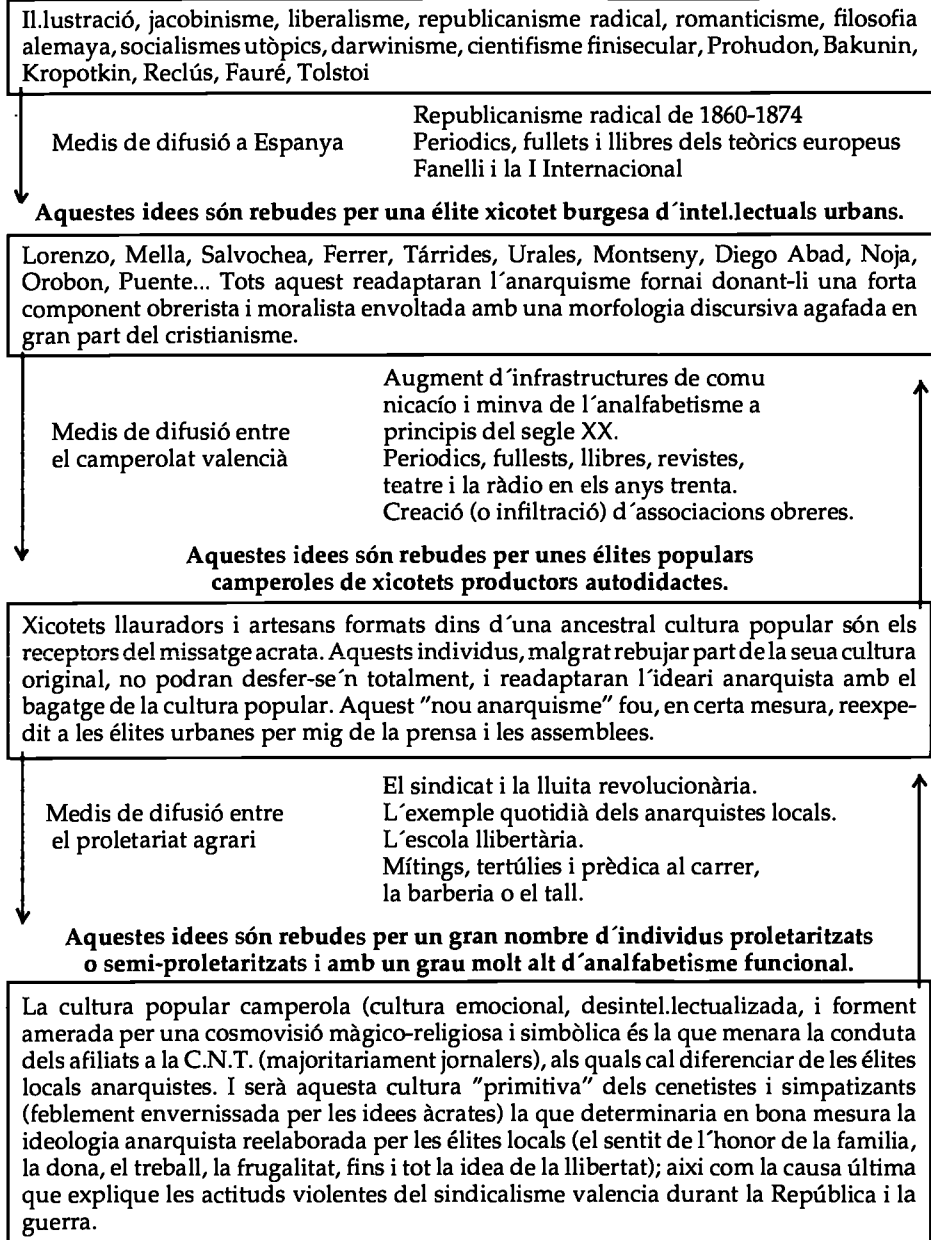 Il.lustració, jacobinisme, liberalisme, republicanisme radical, romanticisme, filosofia
alemaya, socialismes utòpics, darwinisme, cientifisme finisecular, Prohudon, Bakunin,
Kropotkin, Reclús, Fauré, Tolstoi
Medis de difusió a Espanya
Republicanisme radical de 1860-1874
Periodics, fullets i llibres dels teòrics europeus
Fanelli i la I Internacional
Aquestes idees són rebudes per una élite xicotet burgesa d´intel.lectuals urbans.
Lorenzo, Mella, Salvochea, Ferrer, Tárrides, Urales, Montseny, Diego Abad, Noja,
Orobon, Puente... Tots aquest readaptaran l´anarquisme fornai donant-li una forta
component obrerista i moralista envoltada amb una morfologia discursiva agafada en
gran part del cristianisme.
Medis de difusió entre
el camperolat valencià
Augment d´infrastructures de comu
nicacío i minva de l´analfabetisme a
principis del segle XX.
Periodics, fullests, llibres, revistes,
teatre i la ràdio en els anys trenta.
Creació (o infiltració) d´associacions obreres.
Aquestes idees són rebudes per unes élites populars
camperoles de xicotets productors autodidactes.
Xicotets llauradors i artesans formats dins d´una ancestral cultura popular són els
receptors del missatge acrata. Aquests individus, malgrat rebujar part de la seua cultura
original, no podran desfer-se´n totalment, i readaptaran l´ideari anarquista amb el
bagatge de la cultura popular. Aquest "nou anarquisme" fou, en certa mesura, reexpe-
dit a les élites urbanes per mig de la prensa i les assemblees.
Medis de difusió entre
el proletariat agrari
El sindicat i la lluita revolucionària.
L´exemple quotidià dels anarquistes locals.
L´escola llibertària.
Mítings, tertúlies i prèdica al carrer,
la barberia o el tall.
Aquestes idees són rebudes per un gran nombre d´individus proletaritzats
o semi-proletaritzats i amb un grau molt alt d´analfabetisme funcional.
La cultura popular camperola (cultura emocional, desintel.lectualizada, i forment
amerada per una cosmovisió màgico-religiosa i simbòlica és la que menara la conduta
dels afiliats a la C.N.T. (majoritariament jornalers), als quals cal diferenciar de les élites
locals anarquistes. I serà aquesta cultura "primitiva" dels cenetistes i simpatizants
(feblement envernissada per les idees àcrates) la que determinaria en bona mesura la
ideologia anarquista reelaborada per les élites locals (el sentit de l´honor de la familia,
la dona, el treball, la frugalitat, fins i tot la idea de la llibertat); aixi com la causa última
que explique les actituds violentes del sindicalisme valencia durant la República i la
guerra.